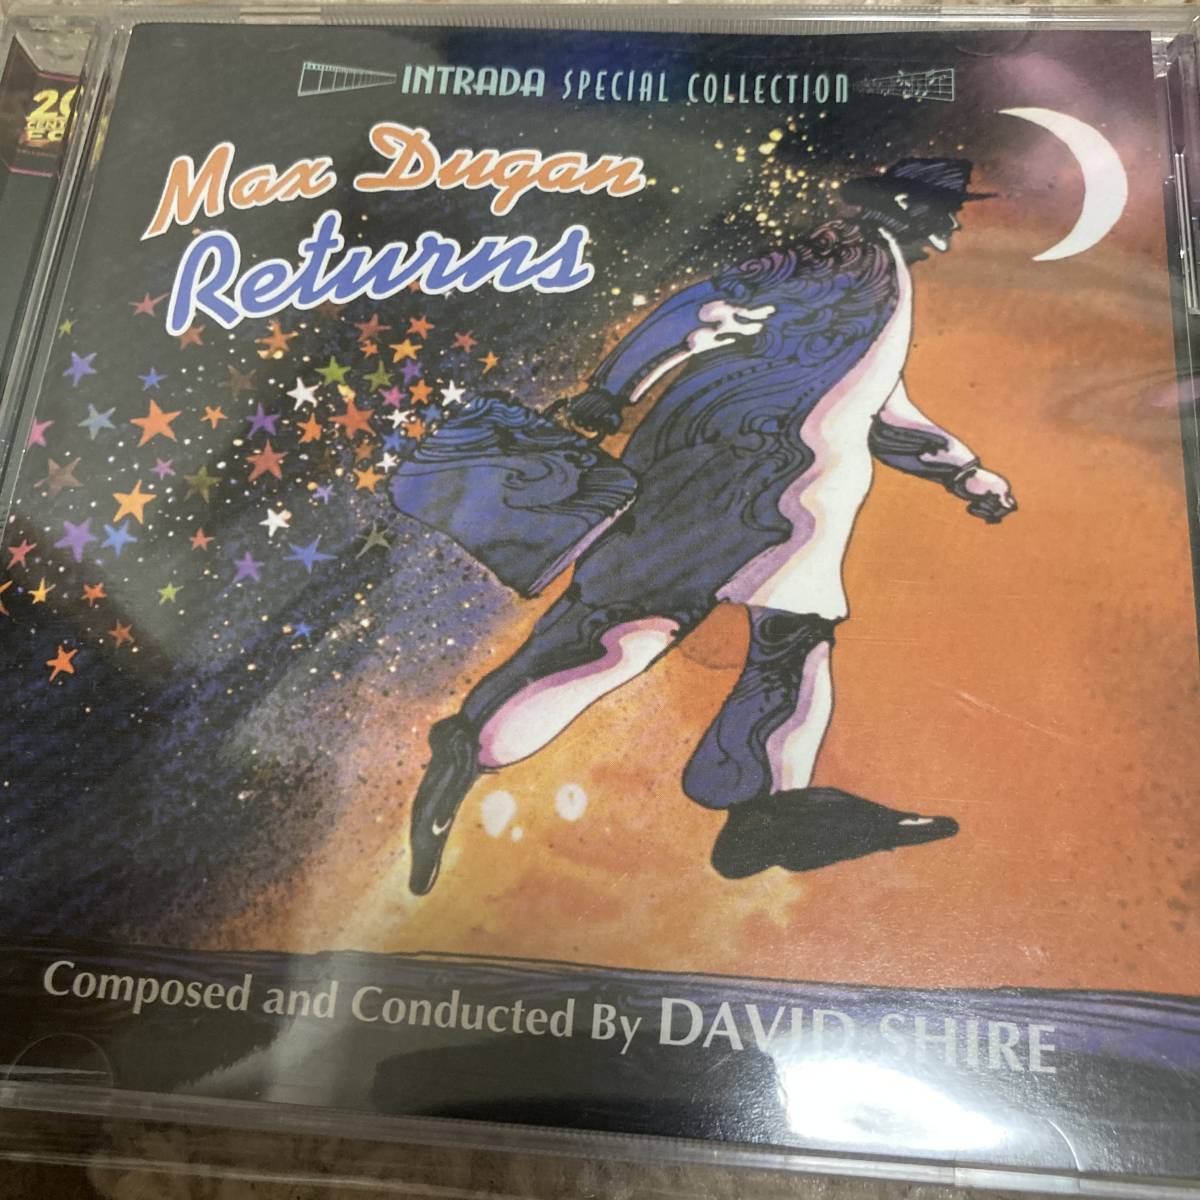 INTRADA SPECIAL COLLECTION
Max Dugan
Returns
Composed and Conducted By DAVID SHIRE